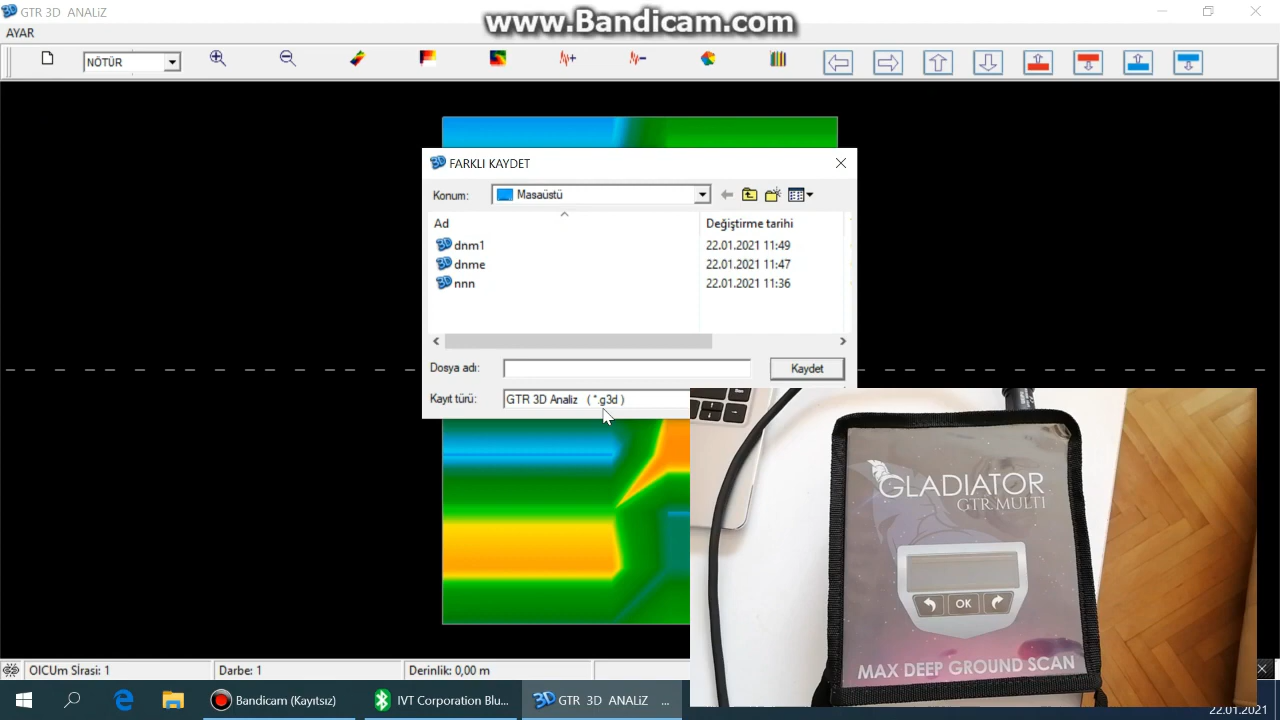 GTR 3D ANALiZ
www.Bandicam.com
AYAR
NÖTÜR
FARKLI KAYDET
Konum: Masaüstü
Ad Değiştirme tarihi
dnm1 22.01.2021 11:49
dnme 22.01.2021 11:47
nnn 22.01.2021 11:36
Dosya adı: Kaydet
Kayıt türü: GTR 3D Analiz ( *.g3d )
GLADIATOR
GTR MULTI
OK
MAX DEEP GROUND SCAN
OlCUm SIrasi: 1 Darbe: 1 Derinlik: 0,00 m
Bandicam (Kayıtsız) IVT Corporation Blu... GTR 3D ANALiZ ...
22.01.2021